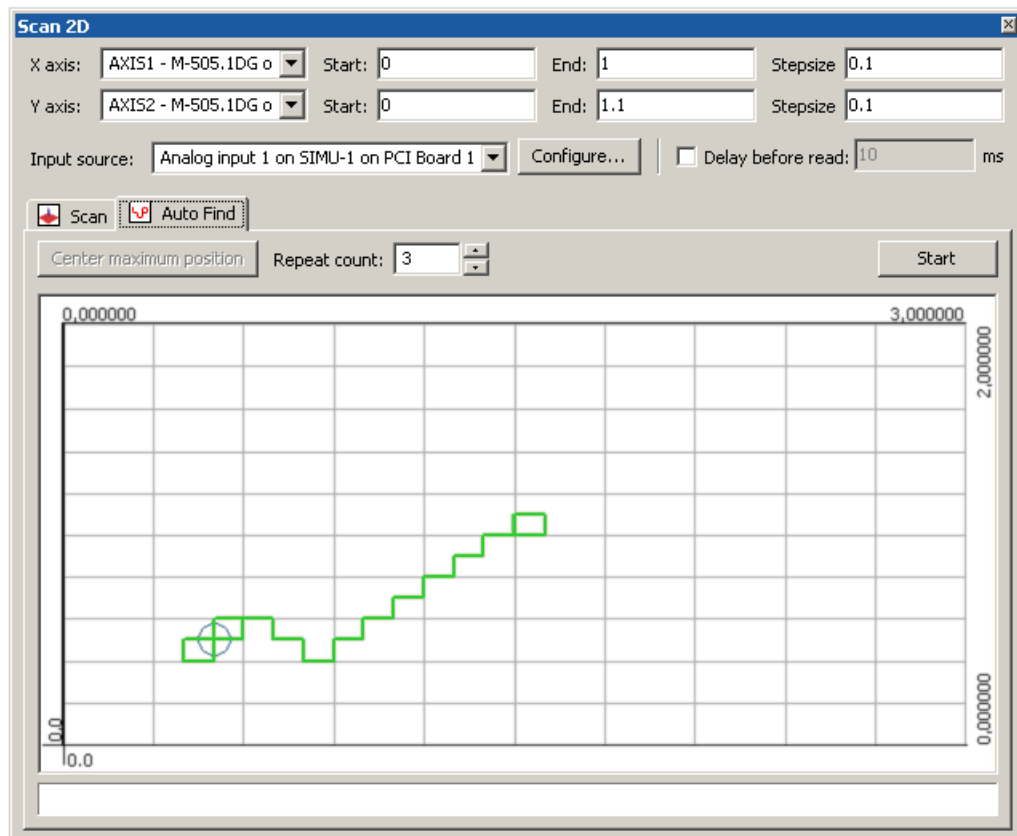 Scan 2D
X axis: AXIS1 - M-505.1DG o Start: 0 End: 1 Stepsize 0.1
Y axis: AXIS2 - M-505.1DG o Start: 0 End: 1.1 Stepsize 0.1
Input source: Analog input 1 on SIMU-1 on PCI Board 1 Configure... Delay before read: 10 ms
Scan Auto Find
Center maximum position Repeat count: 3 Start
0,000000 3,000000
2,000000
0.0 0,000000
0.0